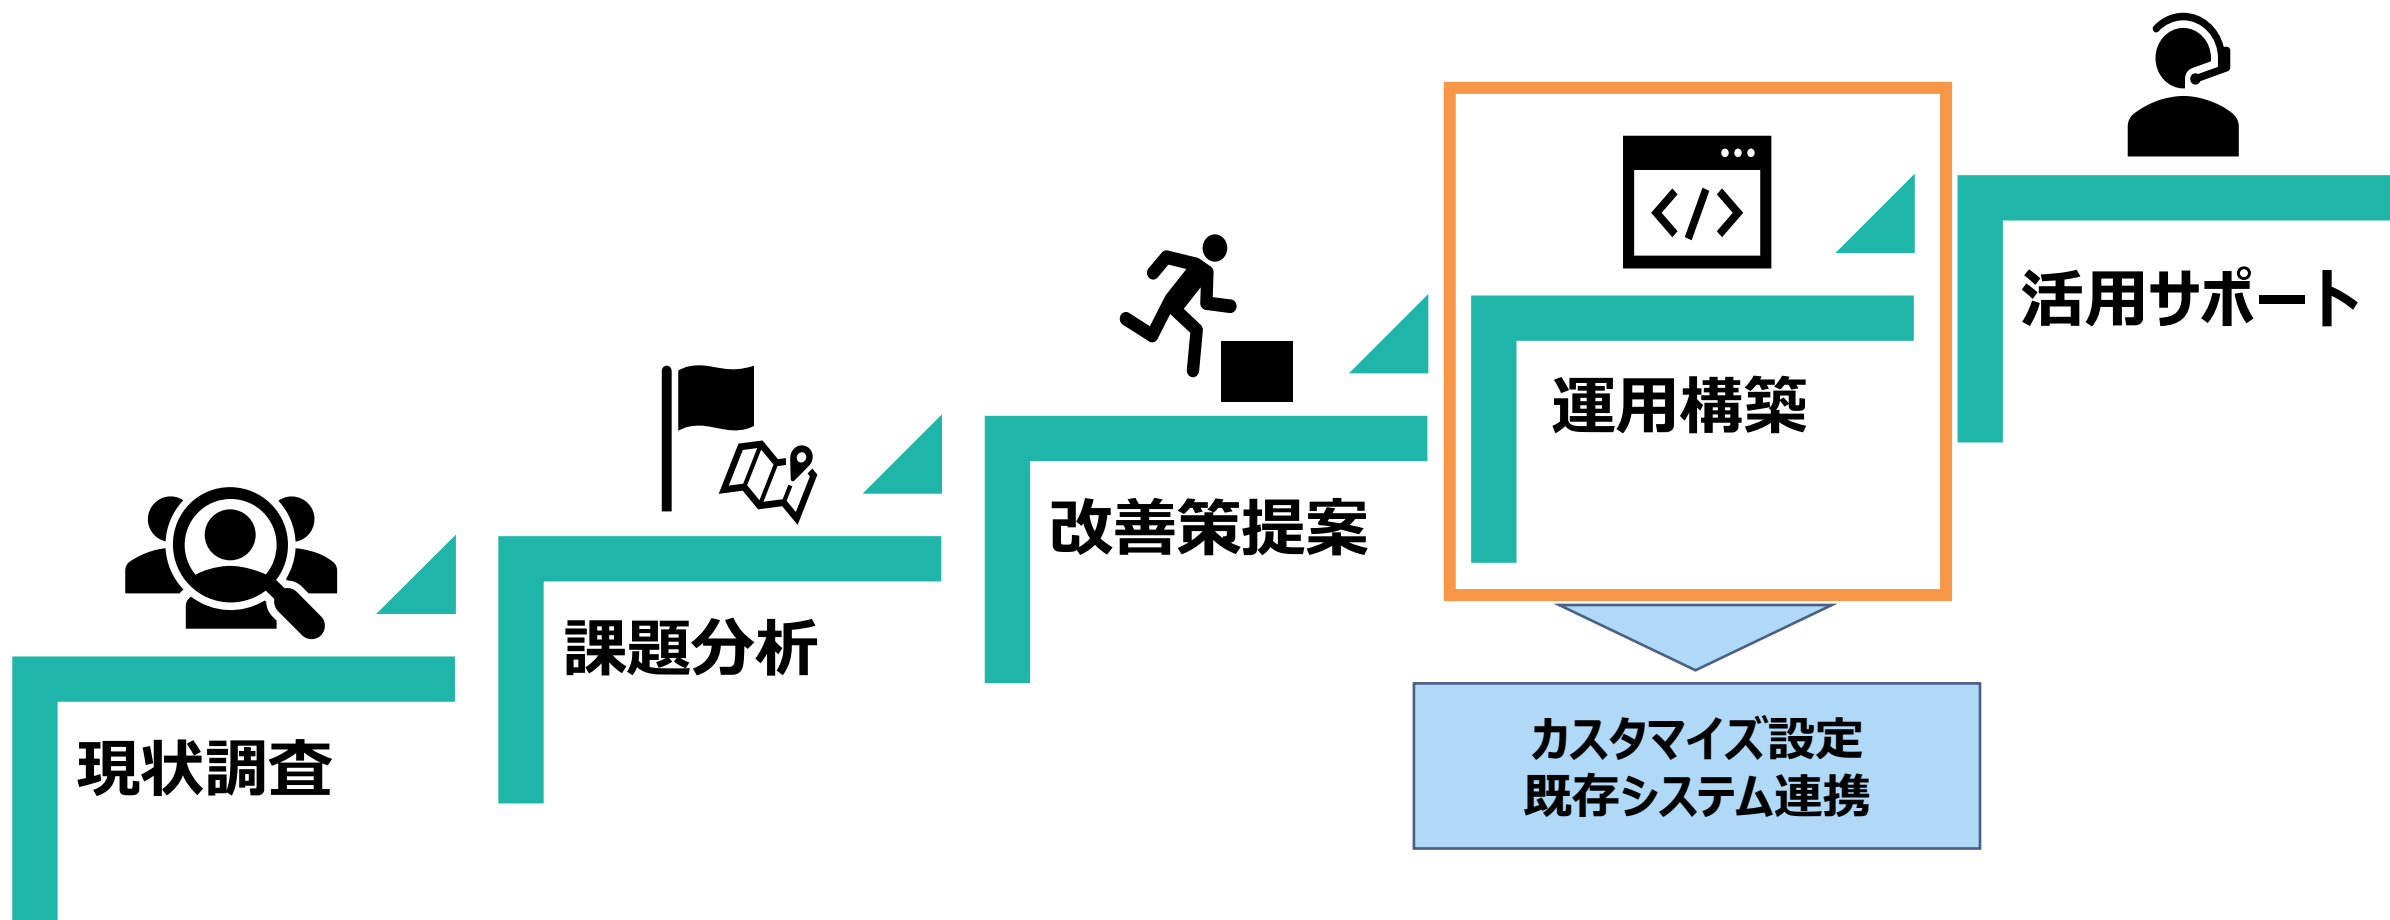 現状調査
課題分析
改善策提案
運用構築
活用サポート
カスタマイズ設定
既存システム連携